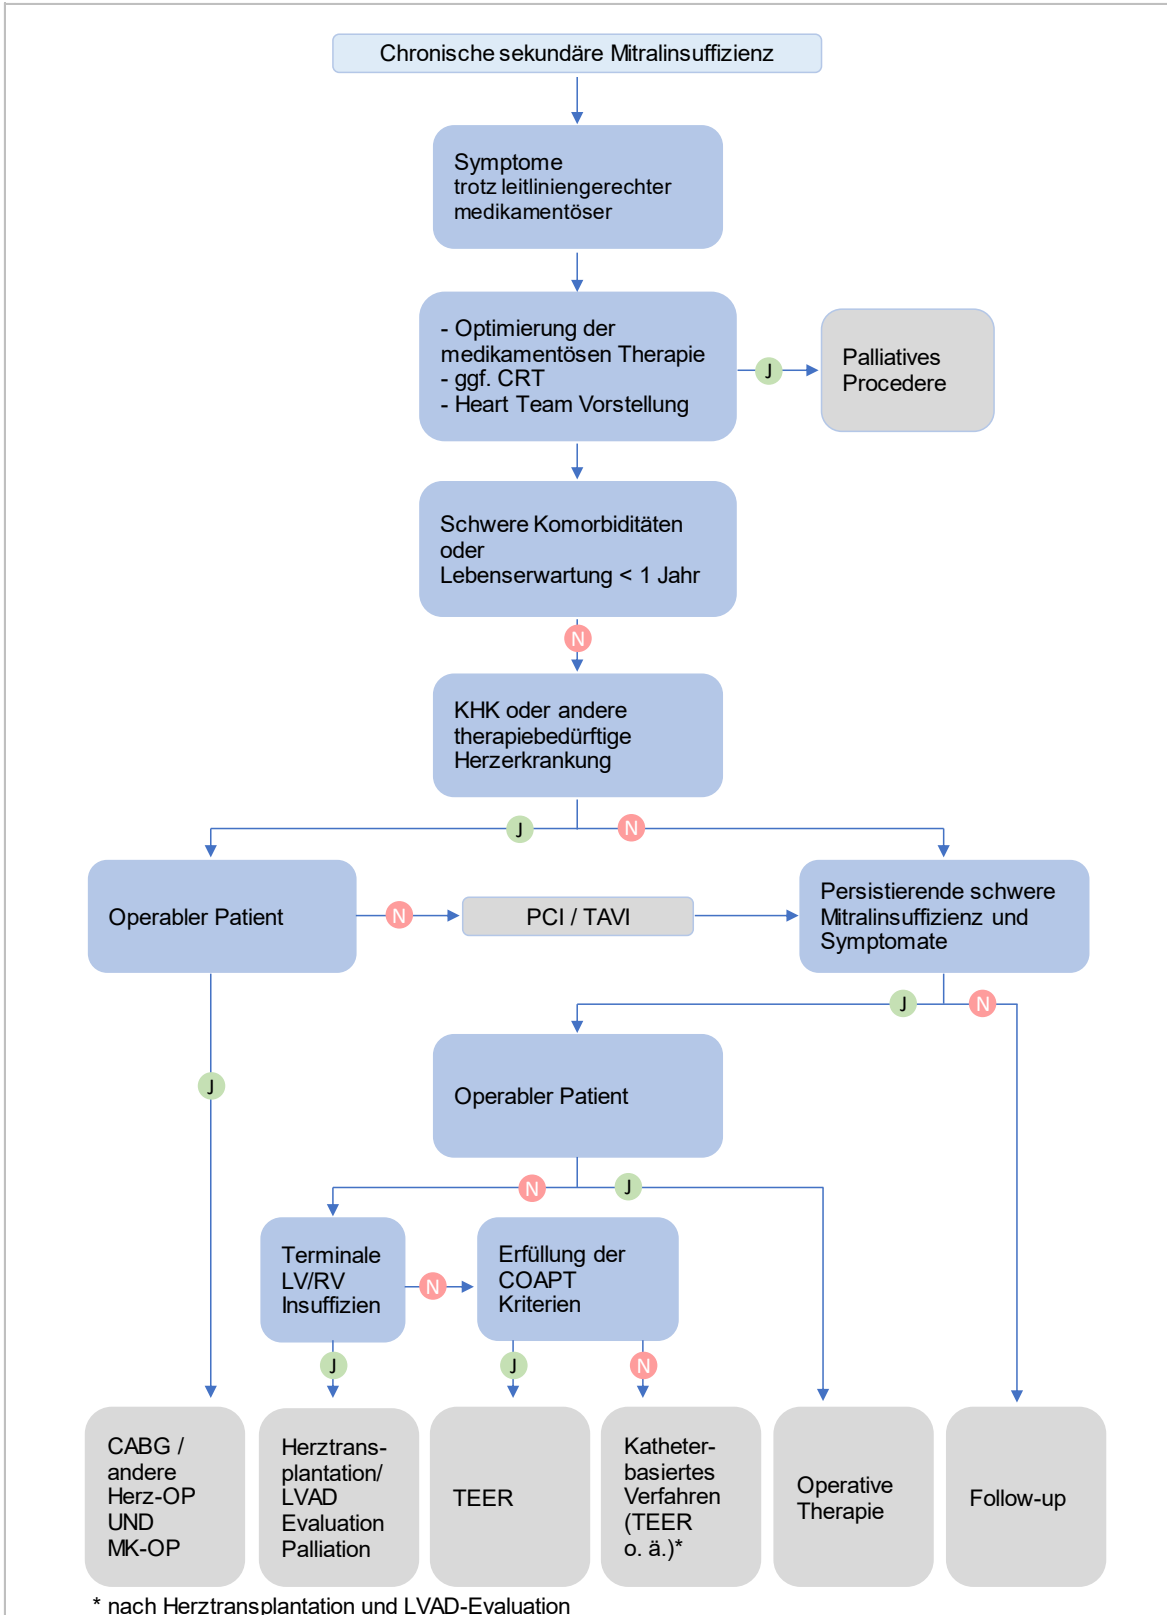 Chronische sekundäre Mitralinsuffizienz
Symptome
trotz leitliniengerechter
medikamentöser
- Optimierung der
medikamentösen Therapie
- ggf. CRT
- Heart Team Vorstellung
J
Palliatives
Procedere
Schwere Komorbiditäten
oder
Lebenserwartung < 1 Jahr
N
KHK oder andere
therapiebedürftige
Herzerkrankung
J
N
Operabler Patient
N
PCI / TAVI
Persistierende schwere
Mitralinsuffizienz und
Symptomate
J
N
J
Operabler Patient
N
J
Terminale
LV/RV
Insuffizien
N
Erfüllung der
COAPT
Kriterien
J
J
N
CABG /
andere
Herz-OP
UND
MK-OP
Herztrans-
plantation/
LVAD
Evaluation
Palliation
TEER
Katheter-
basiertes
Verfahren
(TEER
o. ä.)*
Operative
Therapie
Follow-up
* nach Herztransplantation und LVAD-Evaluation